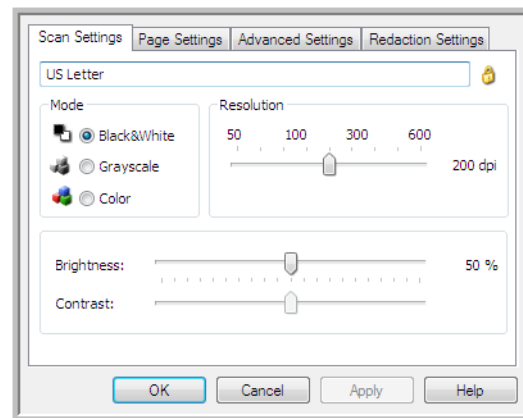 Scan Settings Page Settings Advanced Settings Redaction Settings
US Letter
Mode Resolution
Black&White
Grayscale
Color
50 100 300 600
200 dpi
Brightness: 50 %
Contrast:
OK Cancel Apply Help